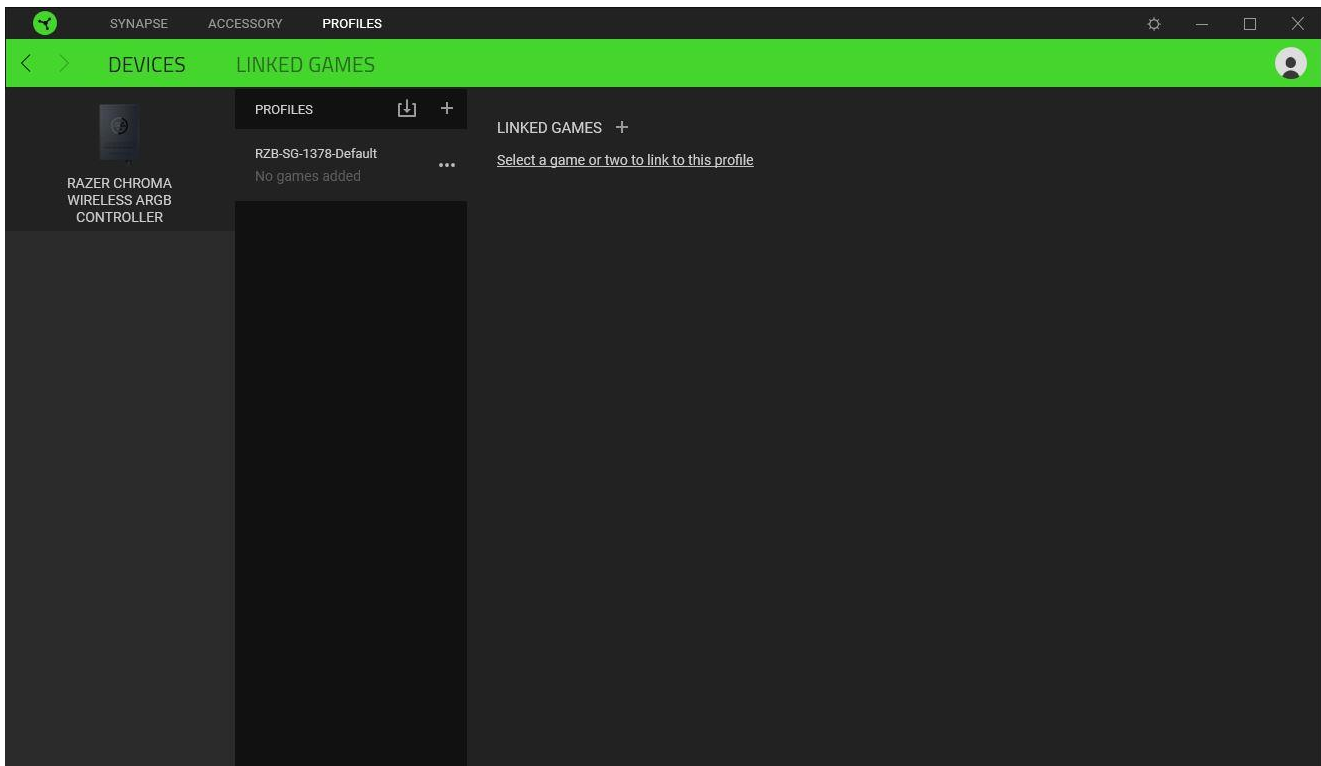 SYNAPSE ACCESSORY PROFILES
DEVICES LINKED GAMES
RAZER CHROMA
WIRELESS ARGB
CONTROLLER
PROFILES
RZB-SG-1378-Default
No games added
LINKED GAMES
Select a game or two to link to this profile